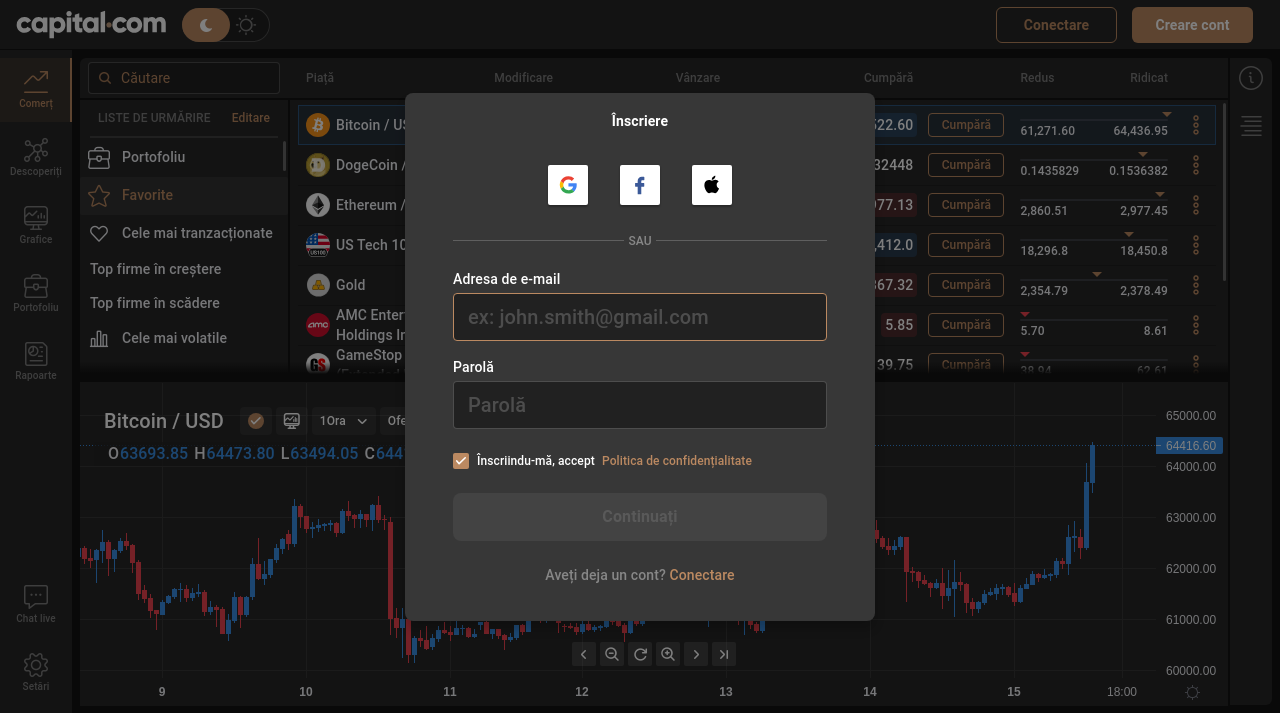 capital.com
Conectare
Creare cont
Comerț
Descoperiți
Grafice
Portofoliu
Rapoarte
Chat live
Setări
Căutare
LISTE DE URMĂRIRE
Editare
Portofoliu
Favorite
Cele mai tranzacționate
Top firme în creștere
Top firme în scădere
Cele mai volatile
Piață Modificare Vânzare Cumpără Redus Ridicat
Bitcoin / US 522.60 Cumpără 61,271.60 64,436.95
DogeCoin / 32448 Cumpără 0.1435829 0.1536382
Ethereum / 977.13 Cumpără 2,860.51 2,977.45
US Tech 10 ,412.0 Cumpără 18,296.8 18,450.8
Gold 367.32 Cumpără 2,354.79 2,378.49
AMC Enter
Holdings In 5.85 Cumpără 5.70 8.61
GameStop 39.75 Cumpără 38.94 62.61
Înscriere
SAU
Adresa de e-mail
ex: john.smith@gmail.com
Parolă
Parolă
Înscriindu-mă, accept Politica de confidențialitate
Continuați
Aveți deja un cont? Conectare
Bitcoin / USD 1Ora Ofe
O63693.85 H64473.80 L63494.05 C644
65000.00
64416.60
64000.00
63000.00
62000.00
61000.00
60000.00
9 10 11 12 13 14 15 18:00